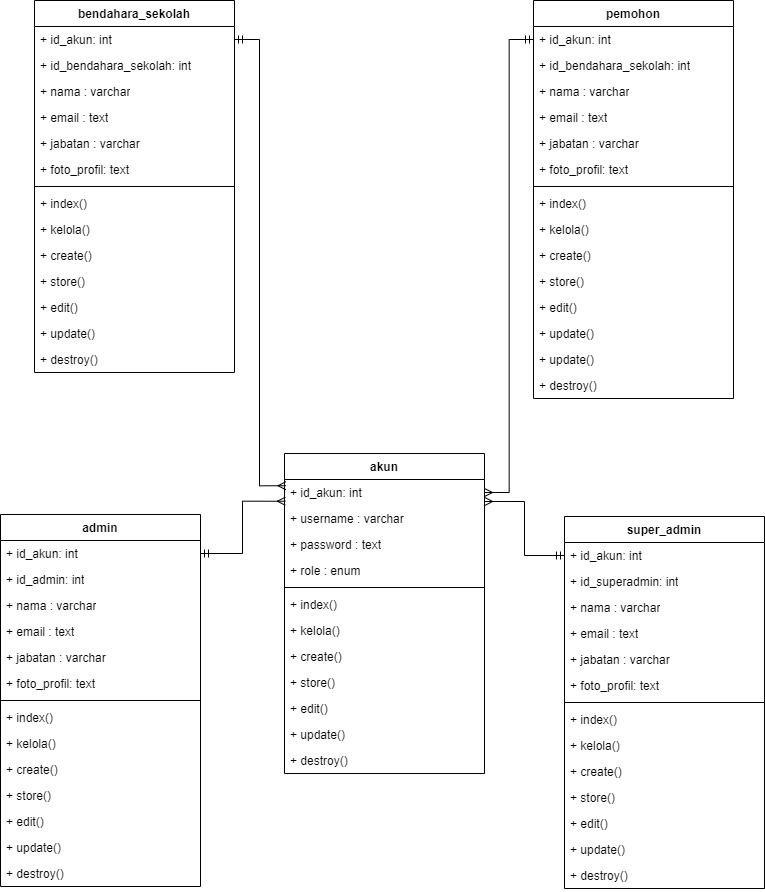 bendahara_sekolah
+ id_akun: int
+ id_bendahara_sekolah: int
+ nama : varchar
+ email : text
+ jabatan : varchar
+ foto_profil: text
+ index()
+ kelola()
+ create()
+ store()
+ edit()
+ update()
+ destroy()
pemohon
+ id_akun: int
+ id_bendahara_sekolah: int
+ nama : varchar
+ email : text
+ jabatan : varchar
+ foto_profil: text
+ index()
+ kelola()
+ create()
+ store()
+ edit()
+ update()
+ update()
+ destroy()
akun
+ id_akun: int
+ username : varchar
+ password : text
+ role : enum
+ index()
+ kelola()
+ create()
+ store()
+ edit()
+ update()
+ destroy()
admin
+ id_akun: int
+ id_admin: int
+ nama : varchar
+ email : text
+ jabatan : varchar
+ foto_profil: text
+ index()
+ kelola()
+ create()
+ store()
+ edit()
+ update()
+ destroy()
super_admin
+ id_akun: int
+ id_superadmin: int
+ nama : varchar
+ email : text
+ jabatan : varchar
+ foto_profil: text
+ index()
+ kelola()
+ create()
+ store()
+ edit()
+ update()
+ destroy()